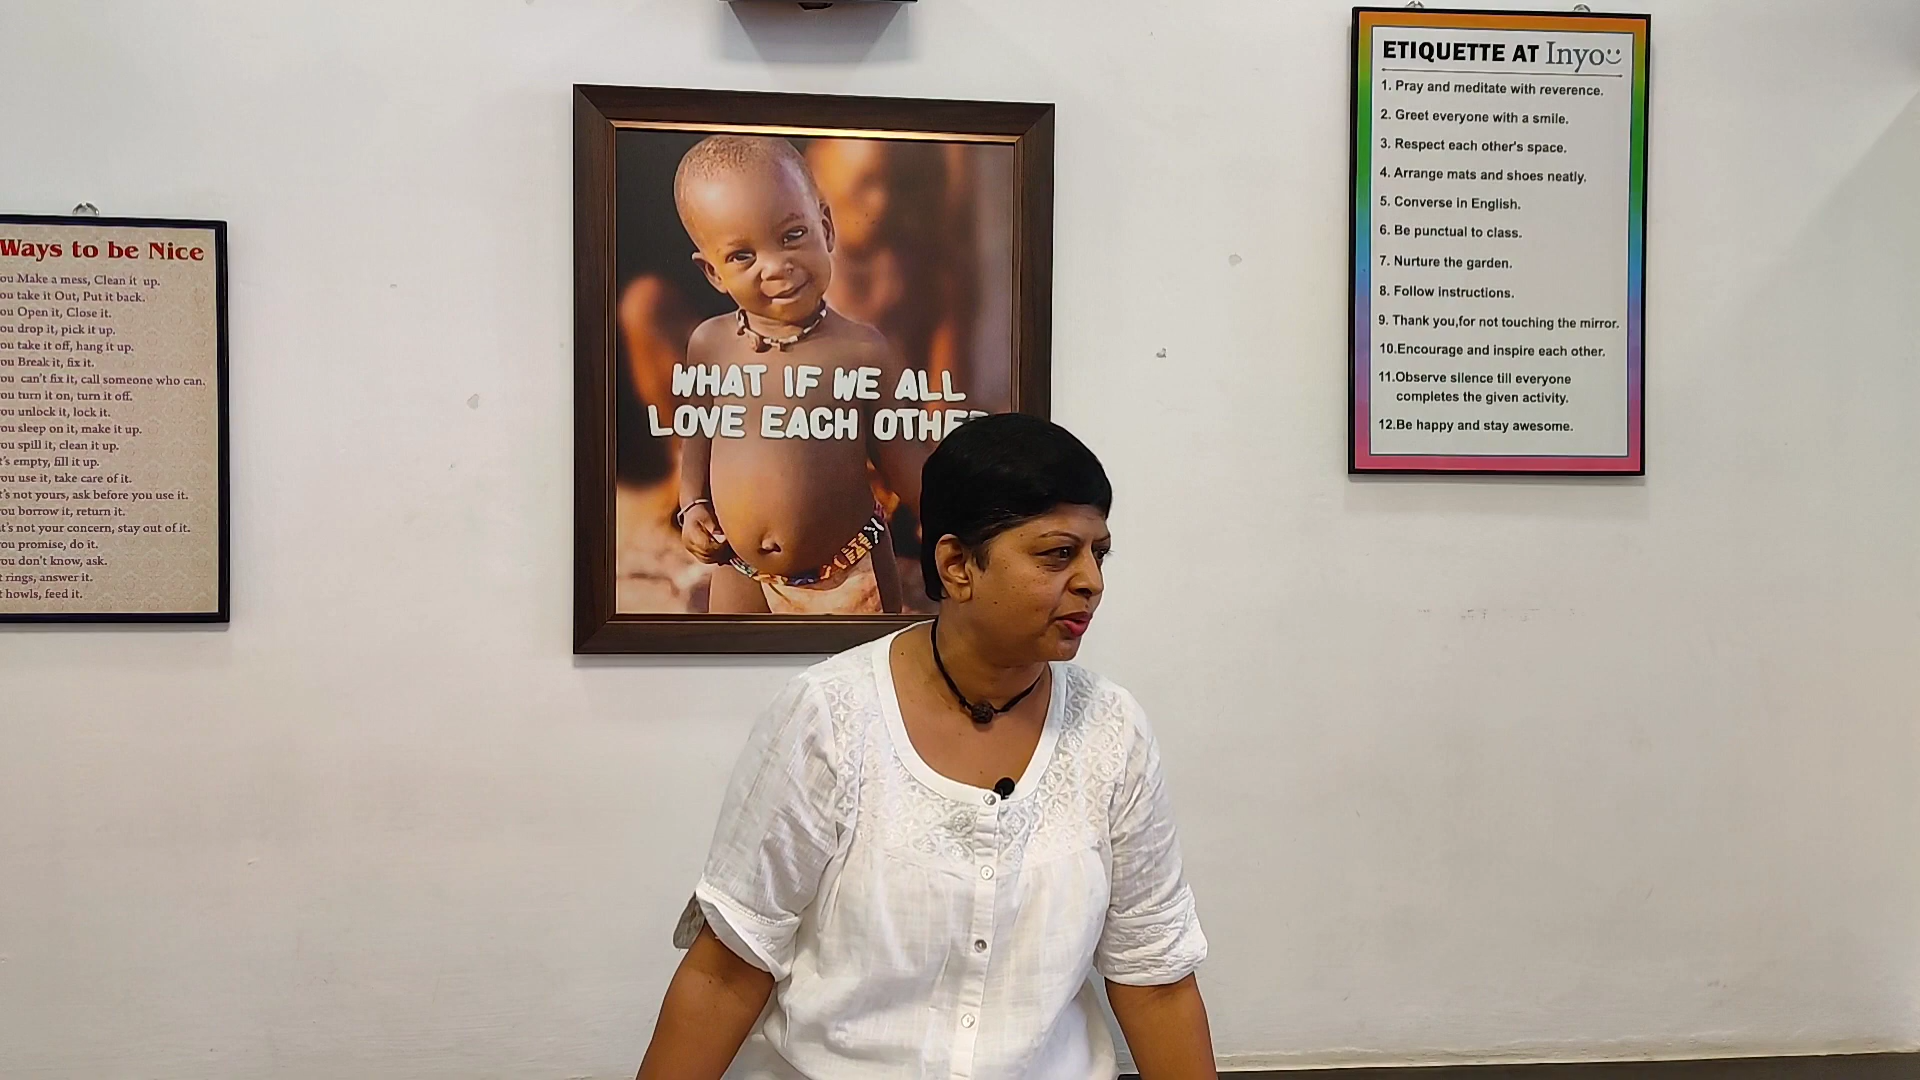 Ways to be Nice
ou Make a mess, Clean it up.
ou take it Out, Put it back.
ou Open it, Close it.
ou drop it, pick it up.
ou take it off, hang it up.
ou Break it, fix it.
ou can't fix it, call someone who can.
ou turn it on, turn it off.
ou unlock it, lock it.
ou sleep on it, make it up.
ou spill it, clean it up.
t's empty, fill it up.
ou use it, take care of it.
t's not yours, ask before you use it.
ou borrow it, return it.
t's not your concern, stay out of it.
ou promise, do it.
ou don't know, ask.
t rings, answer it.
t howls, feed it.
WHAT IF WE ALL
LOVE EACH OTHE
ETIQUETTE AT Inyou
1. Pray and meditate with reverence.
2. Greet everyone with a smile.
3. Respect each other's space.
4. Arrange mats and shoes neatly.
5. Converse in English.
6. Be punctual to class.
7. Nurture the garden.
8. Follow instructions.
9. Thank you,for not touching the mirror.
10.Encourage and inspire each other.
11.Observe silence till everyone
completes the given activity.
12.Be happy and stay awesome.